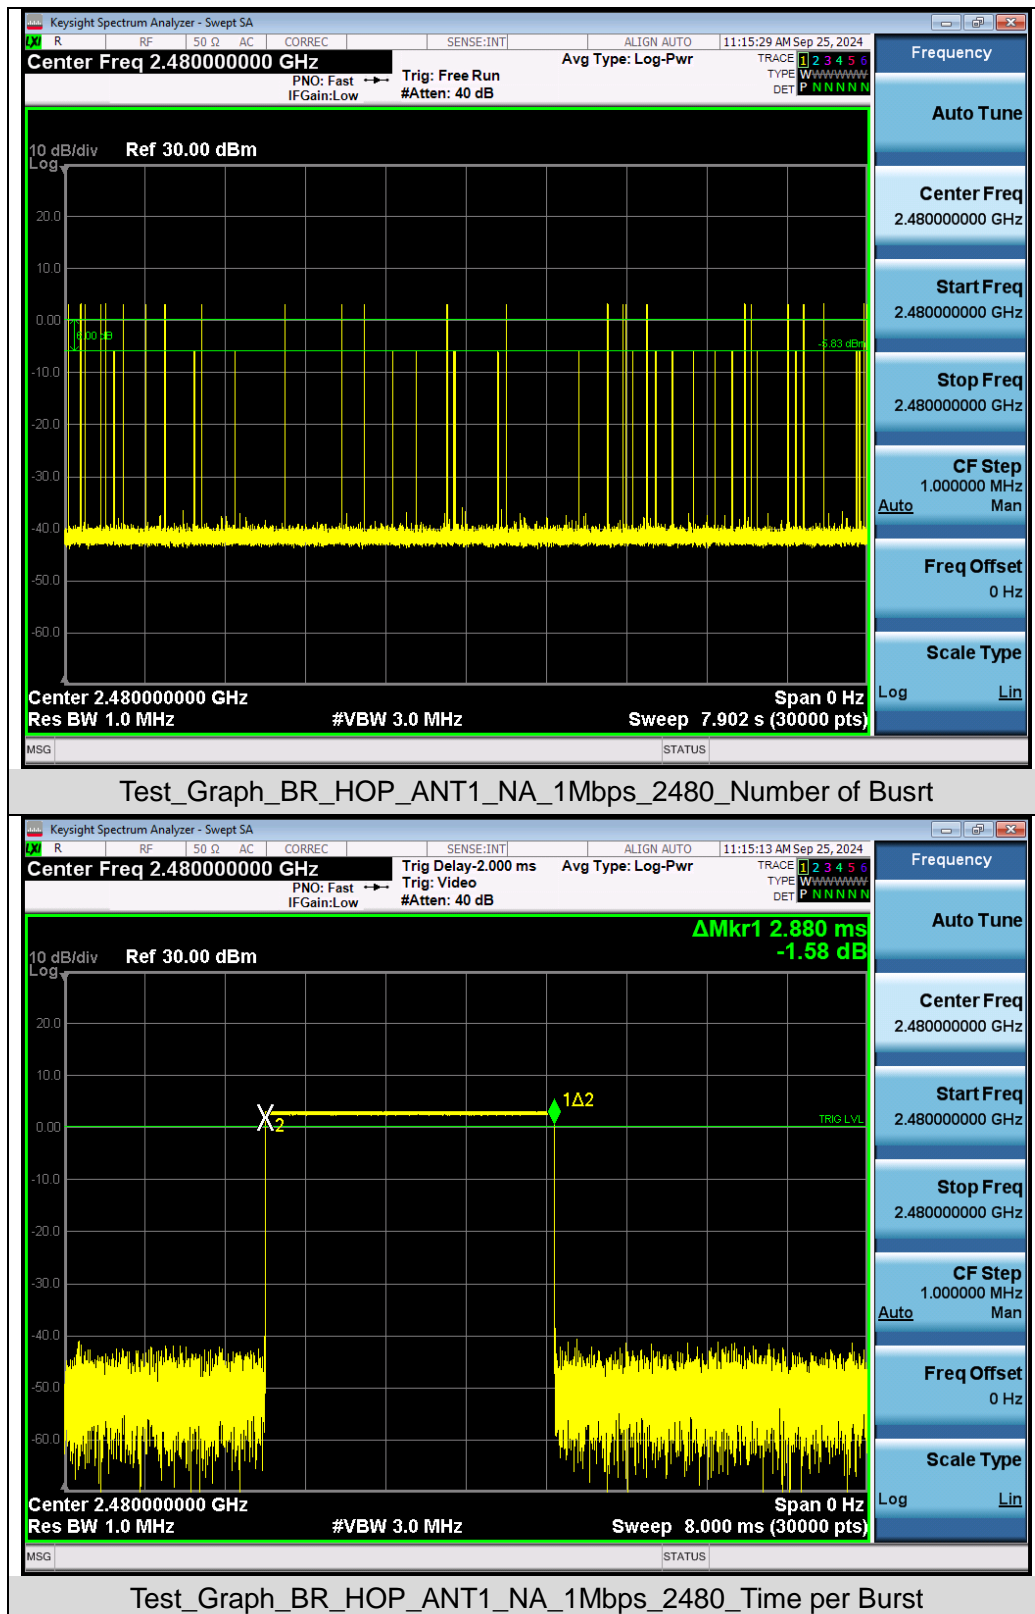 Keysight Spectrum Analyzer - Swept SA
LXI R RF 50 Ω AC CORREC SENSE:INT ALIGN AUTO 11:15:29 AM Sep 25, 2024
Center Freq 2.480000000 GHz
PNO: Fast
IFGain:Low
Trig: Free Run
#Atten: 40 dB
Avg Type: Log-Pwr
TRACE 1 2 3 4 5 6
TYPE WWWWWW
DET P N N N N N
Frequency
Auto Tune
Center Freq
2.480000000 GHz
Start Freq
2.480000000 GHz
Stop Freq
2.480000000 GHz
CF Step
1.000000 MHz
Auto Man
Freq Offset
0 Hz
Scale Type
Log Lin
10 dB/div Ref 30.00 dBm
Log
20.0
10.0
0.00
6.00 dB
-5.83 dBm
-10.0
-20.0
-30.0
-40.0
-50.0
-60.0
Center 2.480000000 GHz Span 0 Hz
Res BW 1.0 MHz #VBW 3.0 MHz Sweep 7.902 s (30000 pts)
MSG STATUS
Test_Graph_BR_HOP_ANT1_NA_1Mbps_2480_Number of Busrt
Keysight Spectrum Analyzer - Swept SA
LXI R RF 50 Ω AC CORREC SENSE:INT ALIGN AUTO 11:15:13 AM Sep 25, 2024
Center Freq 2.480000000 GHz
PNO: Fast
IFGain:Low
Trig Delay-2.000 ms
Trig: Video
#Atten: 40 dB
Avg Type: Log-Pwr
TRACE 1 2 3 4 5 6
TYPE WWWWWW
DET P N N N N N
Frequency
Auto Tune
Center Freq
2.480000000 GHz
Start Freq
2.480000000 GHz
Stop Freq
2.480000000 GHz
CF Step
1.000000 MHz
Auto Man
Freq Offset
0 Hz
Scale Type
Log Lin
ΔMkr1 2.880 ms
-1.58 dB
10 dB/div Ref 30.00 dBm
Log
20.0
10.0
0.00
X2
1Δ2
TRIG LVL
-10.0
-20.0
-30.0
-40.0
-50.0
-60.0
Center 2.480000000 GHz Span 0 Hz
Res BW 1.0 MHz #VBW 3.0 MHz Sweep 8.000 ms (30000 pts)
MSG STATUS
Test_Graph_BR_HOP_ANT1_NA_1Mbps_2480_Time per Burst